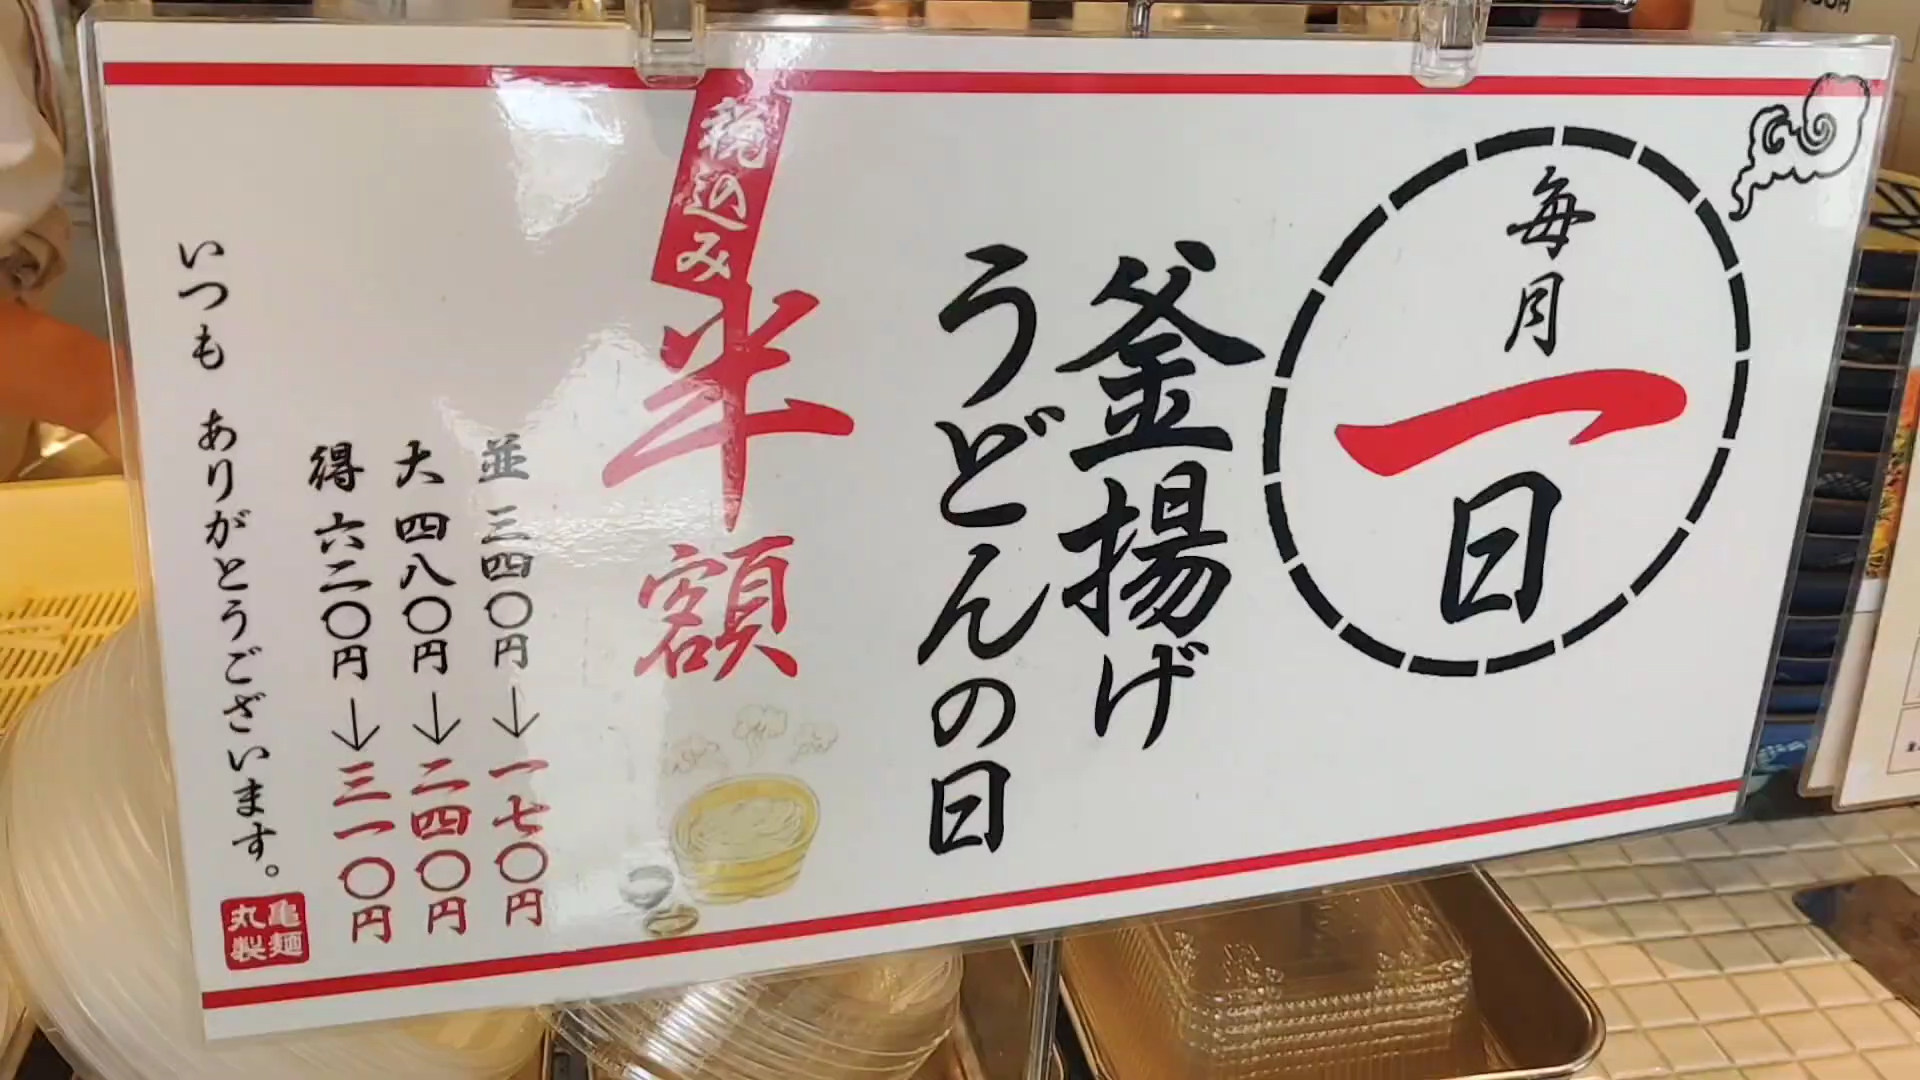 毎月
一
日
釜揚げ
うどんの日
税込み
半額
並 三四〇円→一七〇円
大 四八〇円→二四〇円
得 六二〇円→三一〇円
いつも ありがとうございます。
丸亀
製麺